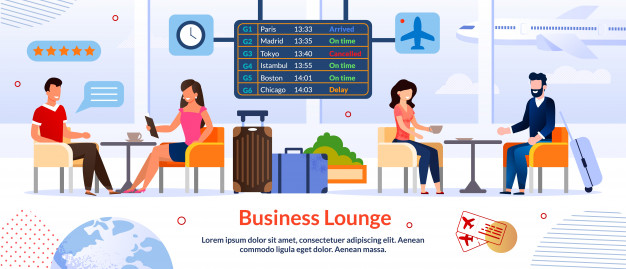 G1 Paris 13:33 Arrived
G2 Madrid 13:35 On time
G3 Tokyo 13:40 Cancelled
G4 Istambul 13:55 On time
G5 Boston 14:01 On time
G6 Chicago 14:03 Delay
Business Lounge
Lorem ipsum dolor sit amet, consectetuer adipiscing elit. Aenean
commodo ligula eget dolor. Aenean massa.